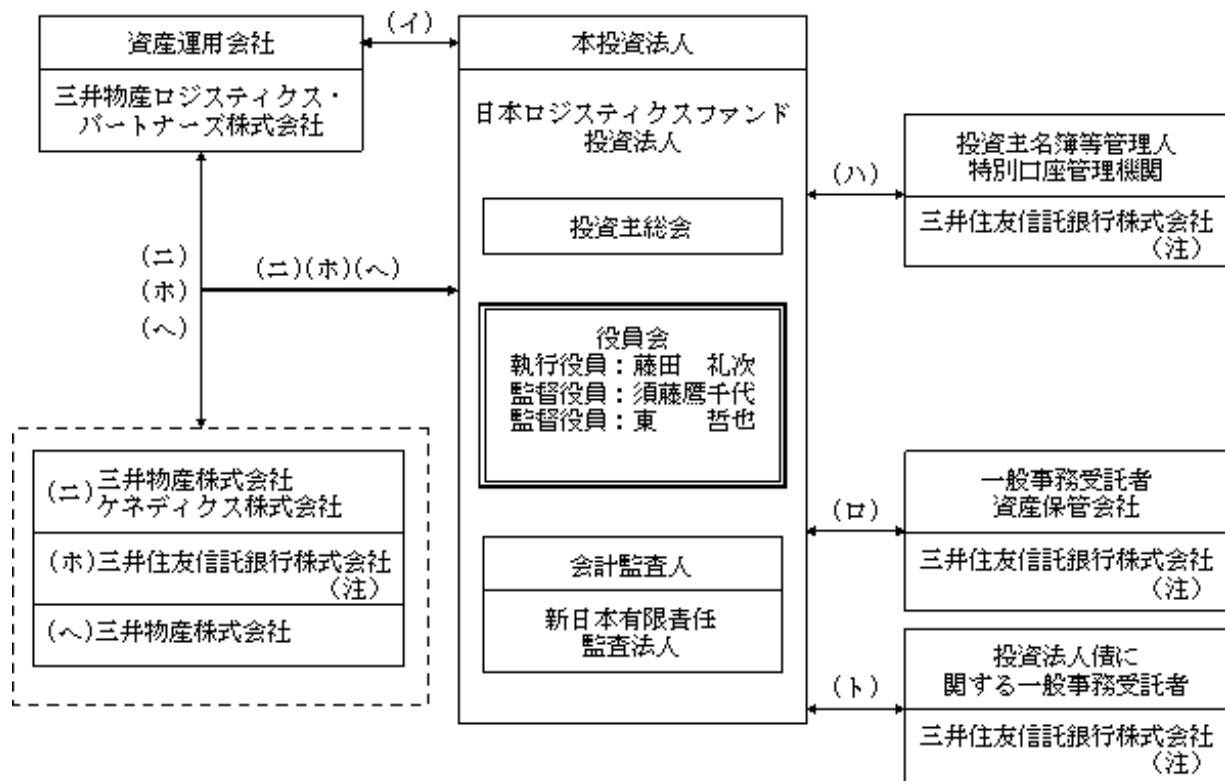 資産運用会社
三井物産ロジスティクス・
パートナーズ株式会社
(イ)
本投資法人
日本ロジスティクスファンド
投資法人
投資主総会
役員会
執行役員：藤田　礼次
監督役員：須藤鷹千代
監督役員：東　　哲也
会計監査人
新日本有限責任
監査法人
(ニ)
(ホ)
(ヘ)
(ニ)(ホ)(ヘ)
(ニ)三井物産株式会社
ケネディクス株式会社
(ホ)三井住友信託銀行株式会社
(注)
(ヘ)三井物産株式会社
(ハ)
投資主名簿等管理人
特別口座管理機関
三井住友信託銀行株式会社
(注)
(ロ)
一般事務受託者
資産保管会社
三井住友信託銀行株式会社
(注)
(ト)
投資法人債に
関する一般事務受託者
三井住友信託銀行株式会社
(注)